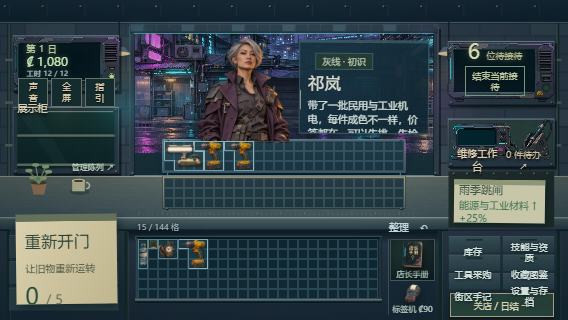 第 1 日
₡ 1,080
工时 12 / 12
声音
全屏
指引
展示柜
管理陈列 ↗
灰线 · 初识
祁岚
带了一批民用与工业机
电，每件成色不一样，价
6 位待接待
结束当前接
待
维修工作
台
0 件待办
↗
雨季跳闸
能源与工业材料 ↑
+25%
重新开门
让旧物重新运转
0 / 5
15 / 144 格
整理
店长手册
标签机 ₡90
库存
技能与资
质
工具采购
收藏图鉴
街区手记
设置与存
档
关店 / 日结